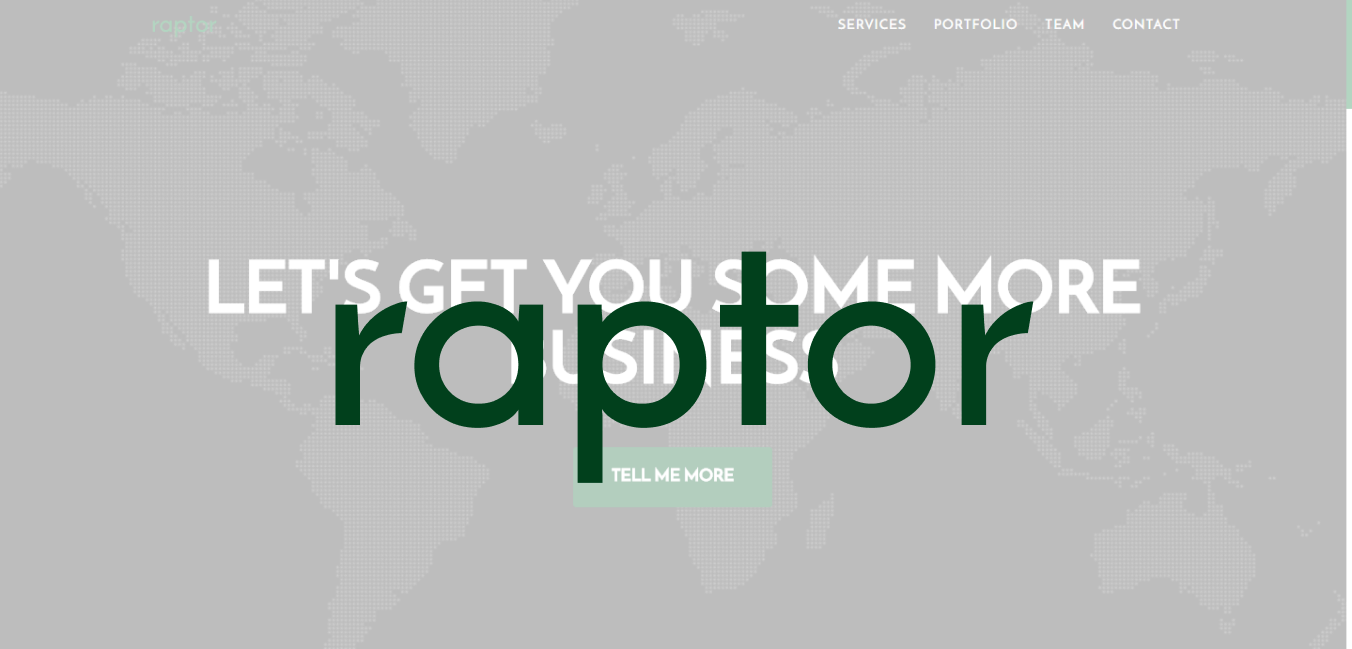 raptor
SERVICES PORTFOLIO TEAM CONTACT
LET'S GET YOU SOME MORE
BUSINESS
raptor
TELL ME MORE